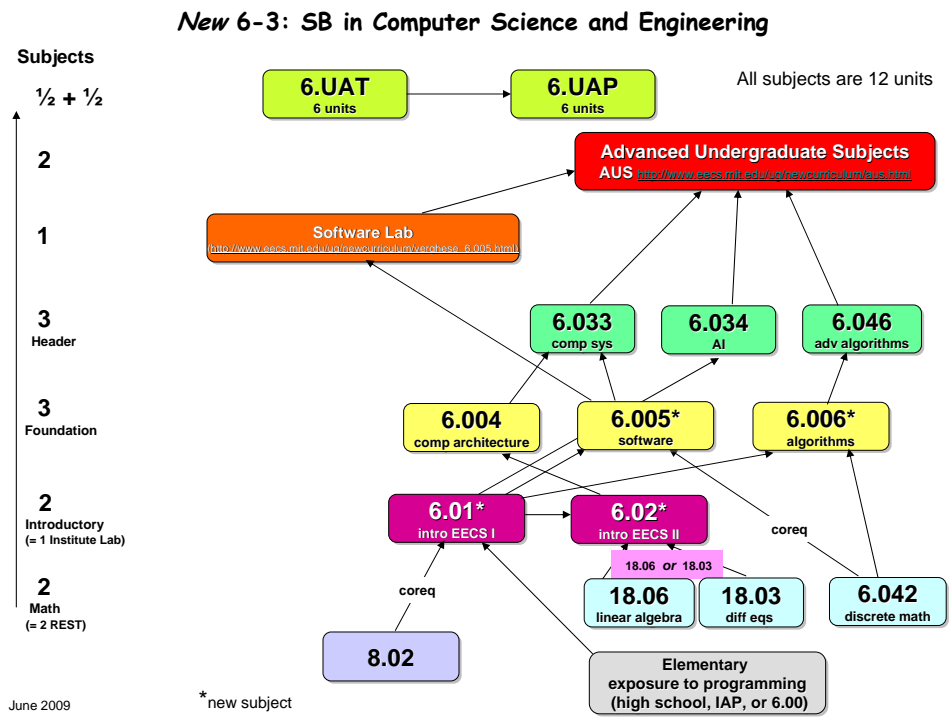 New 6-3: SB in Computer Science and Engineering
Subjects
½ + ½
6.UAT
6 units
6.UAP
6 units
All subjects are 12 units
2
Advanced Undergraduate Subjects
AUS http://www.eecs.mit.edu/ug/newcurriculum/aus.html
1
Software Lab
(http://www.eecs.mit.edu/ug/newcurriculum/verghese_6.005.html)
3
Header
6.033
comp sys
6.034
AI
6.046
adv algorithms
3
Foundation
6.004
comp architecture
6.005*
software
6.006*
algorithms
2
Introductory
(= 1 Institute Lab)
6.01*
intro EECS I
6.02*
intro EECS II
coreq
18.06 or 18.03
2
Math
(= 2 REST)
coreq
18.06
linear algebra
18.03
diff eqs
6.042
discrete math
8.02
Elementary
exposure to programming
(high school, IAP, or 6.00)
June 2009
*new subject